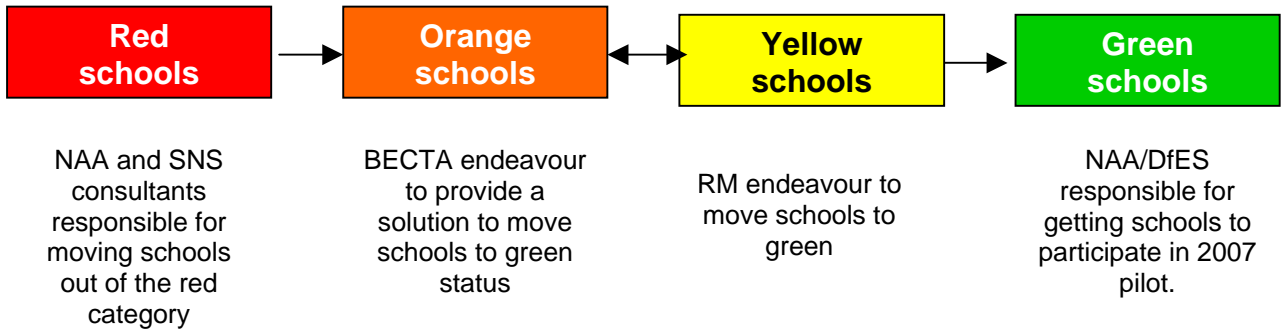 Red
schools
Orange
schools
Yellow
schools
Green
schools
NAA and SNS
consultants
responsible for
moving schools
out of the red
category
BECTA endeavour
to provide a
solution to move
schools to green
status
RM endeavour to
move schools to
green
NAA/DfES
responsible for
getting schools to
participate in 2007
pilot.